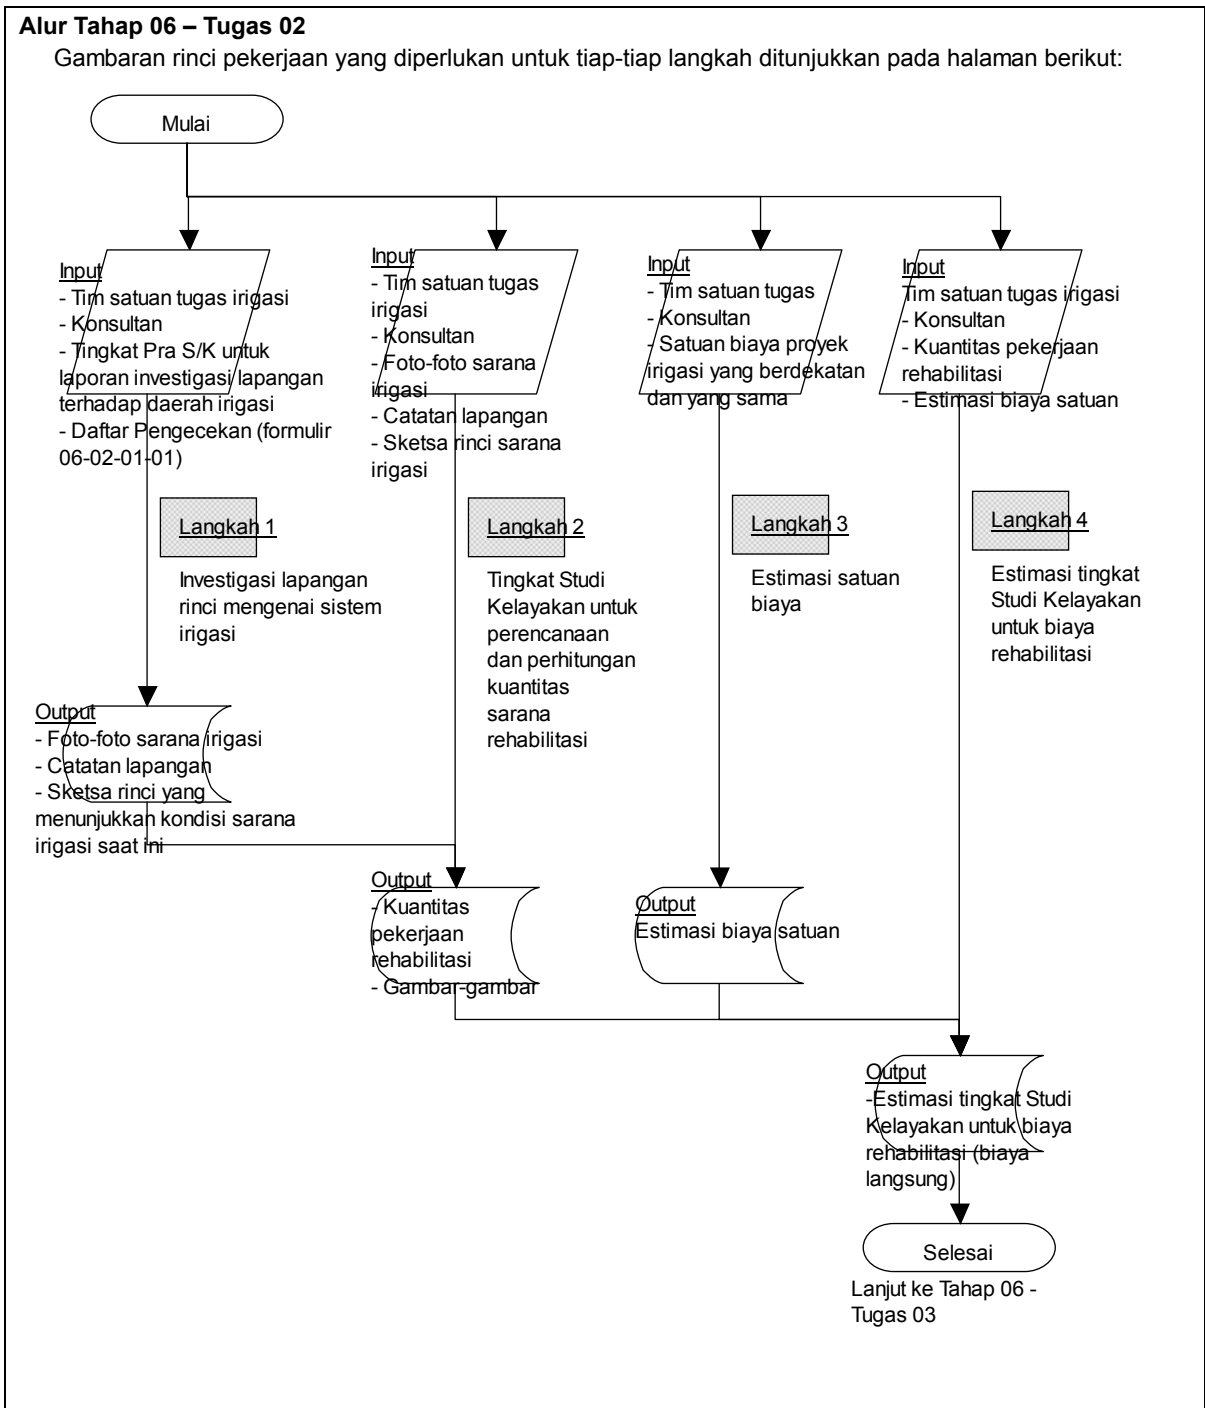 Alur Tahap 06 – Tugas 02
Gambaran rinci pekerjaan yang diperlukan untuk tiap-tiap langkah ditunjukkan pada halaman berikut:
Mulai
Input
- Tim satuan tugas irigasi
- Konsultan
- Tingkat Pra S/K untuk
laporan investigasi lapangan
terhadap daerah irigasi
- Daftar Pengecekan (formulir
06-02-01-01)
Input
- Tim satuan tugas
irigasi
- Konsultan
- Foto-foto sarana
irigasi
- Catatan lapangan
- Sketsa rinci sarana
irigasi
Input
- Tim satuan tugas
- Konsultan
- Satuan biaya proyek
irigasi yang berdekatan
dan yang sama
Input
Tim satuan tugas irigasi
- Konsultan
- Kuantitas pekerjaan
rehabilitasi
- Estimasi biaya satuan
Langkah 1
Investigasi lapangan
rinci mengenai sistem
irigasi
Langkah 2
Tingkat Studi
Kelayakan untuk
perencanaan
dan perhitungan
kuantitas
sarana
rehabilitasi
Langkah 3
Estimasi satuan
biaya
Langkah 4
Estimasi tingkat
Studi Kelayakan
untuk biaya
rehabilitasi
Output
- Foto-foto sarana irigasi
- Catatan lapangan
- Sketsa rinci yang
menunjukkan kondisi sarana
irigasi saat ini
Output
- Kuantitas
pekerjaan
rehabilitasi
- Gambar-gambar
Output
Estimasi biaya satuan
Output
-Estimasi tingkat Studi
Kelayakan untuk biaya
rehabilitasi (biaya
langsung)
Selesai
Lanjut ke Tahap 06 -
Tugas 03